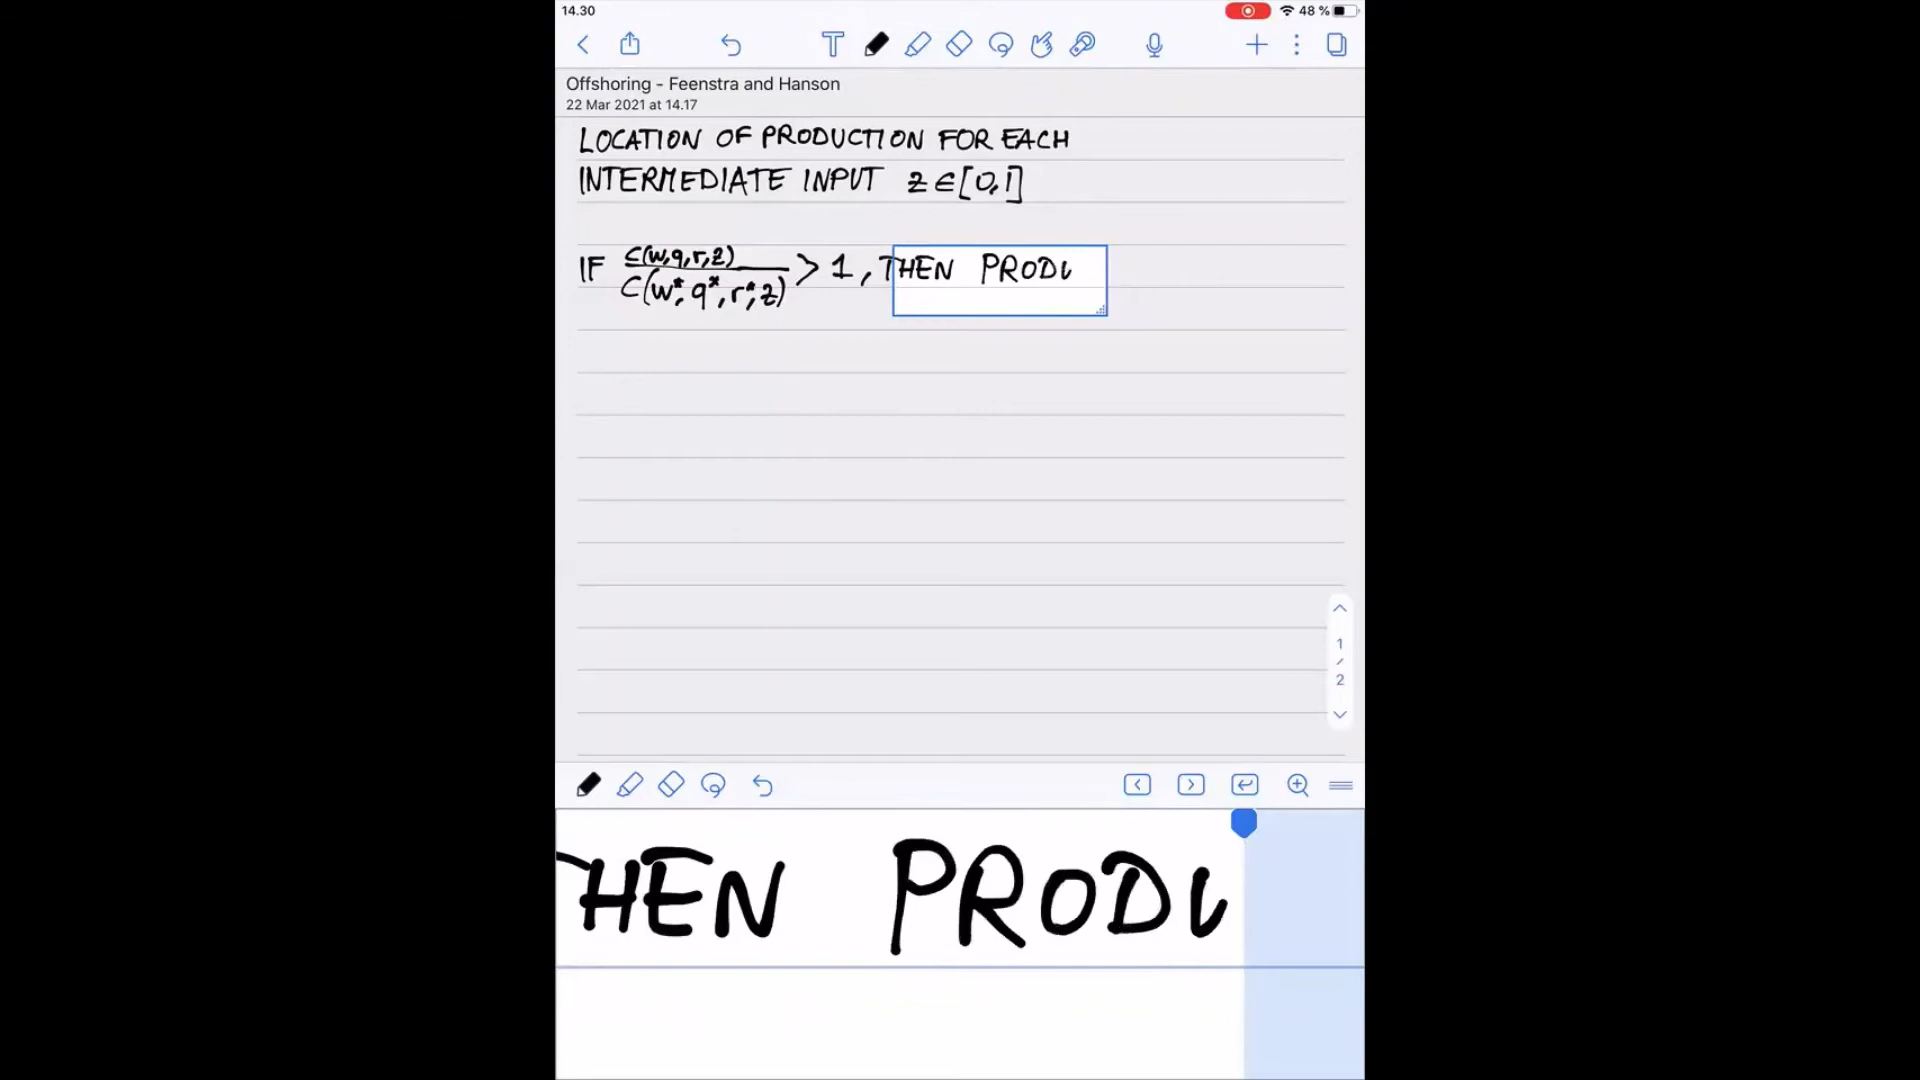 14.30 48 %
Offshoring - Feenstra and Hanson
22 Mar 2021 at 14.17
LOCATION OF PRODUCTION FOR EACH
INTERMEDIATE INPUT z ∈ [0,1]
IF C(w,q,r,z) / C(w*,q*,r*,z) > 1, THEN PRODU
1
/
2
THEN PRODU